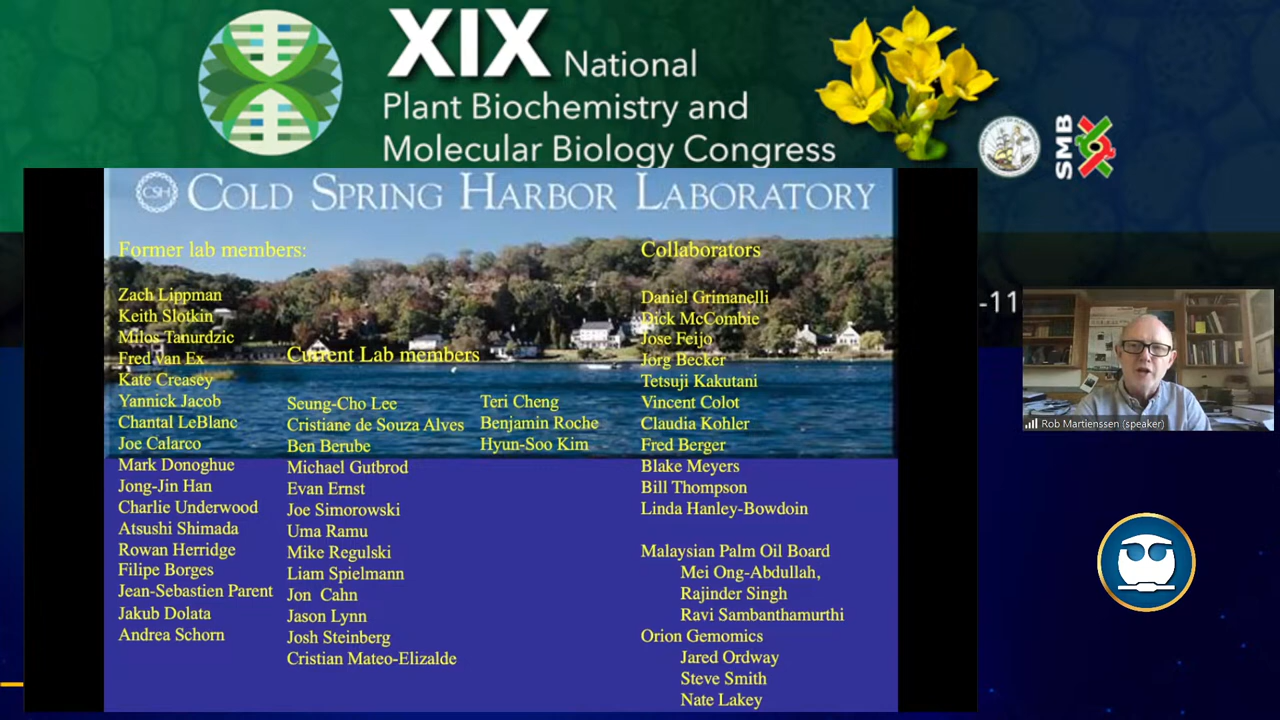 XIX National
Plant Biochemistry and
Molecular Biology Congress
SMB
CSH COLD SPRING HARBOR LABORATORY
Former lab members:
Zach Lippman
Keith Slotkin
Milos Tanurdzic
Fred van Ex
Kate Creasey
Yannick Jacob
Chantal LeBlanc
Joe Calarco
Mark Donoghue
Jong-Jin Han
Charlie Underwood
Atsushi Shimada
Rowan Herridge
Filipe Borges
Jean-Sebastien Parent
Jakub Dolata
Andrea Schorn
Current Lab members
Seung-Cho Lee
Cristiane de Souza Alves
Ben Berube
Michael Gutbrod
Evan Ernst
Joe Simorowski
Uma Ramu
Mike Regulski
Liam Spielmann
Jon Cahn
Jason Lynn
Josh Steinberg
Cristian Mateo-Elizalde
Teri Cheng
Benjamin Roche
Hyun-Soo Kim
Collaborators
Daniel Grimanelli
Dick McCombie
Jose Feijo
Jorg Becker
Tetsuji Kakutani
Vincent Colot
Claudia Kohler
Fred Berger
Blake Meyers
Bill Thompson
Linda Hanley-Bowdoin
Malaysian Palm Oil Board
Mei Ong-Abdullah,
Rajinder Singh
Ravi Sambanthamurthi
Orion Gemomics
Jared Ordway
Steve Smith
Nate Lakey
-11
Rob Martienssen (speaker)